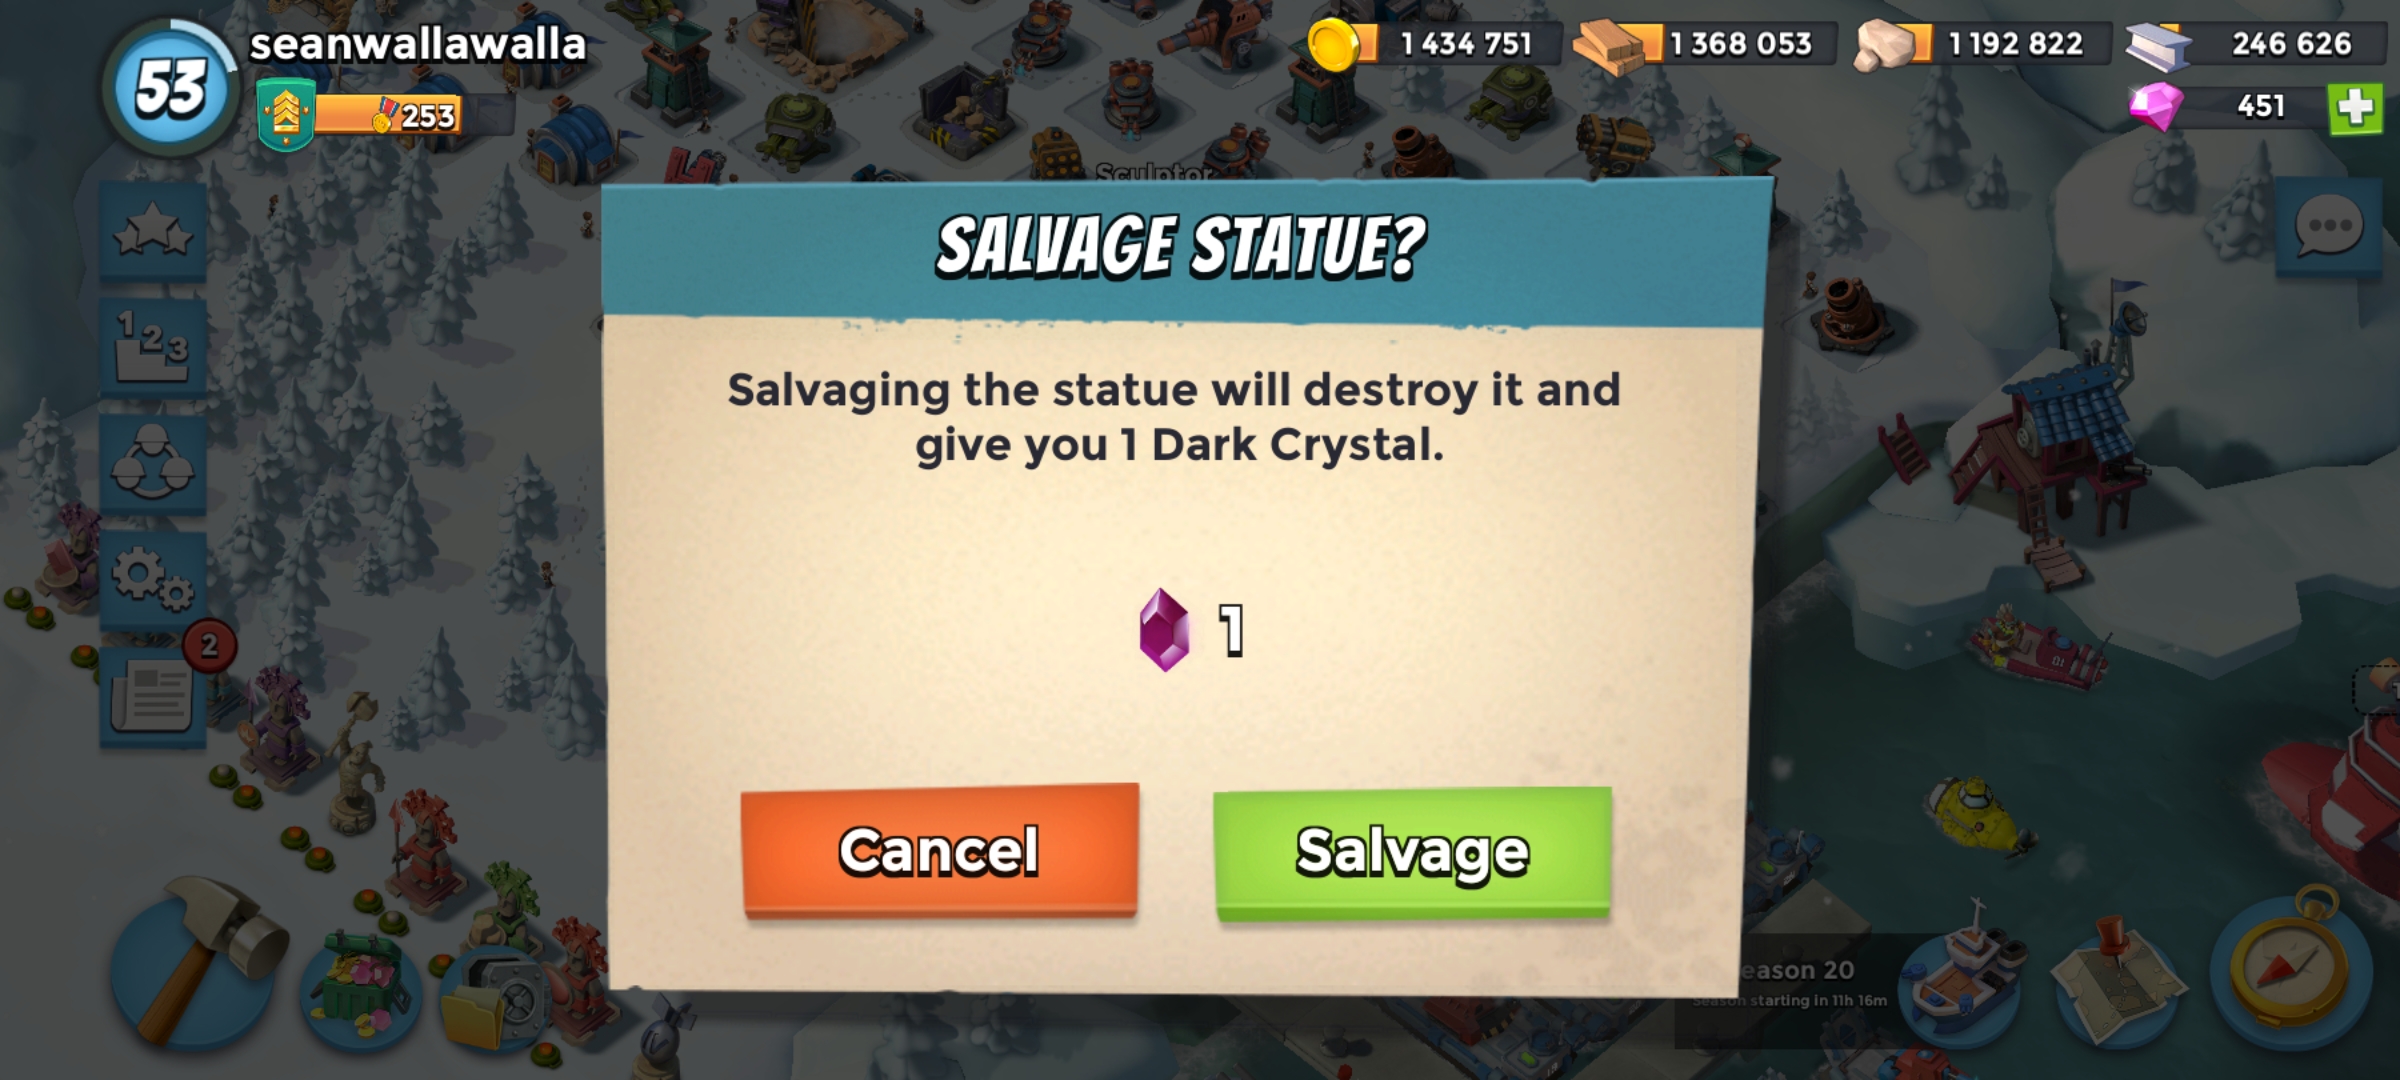 53
seanwallawalla
253
1 434 751
1 368 053
1 192 822
246 626
451
Sculptor
SALVAGE STATUE?
Salvaging the statue will destroy it and
give you 1 Dark Crystal.
1
Cancel
Salvage
1 2 3
2
eason 20
Season starting in 11h 16m